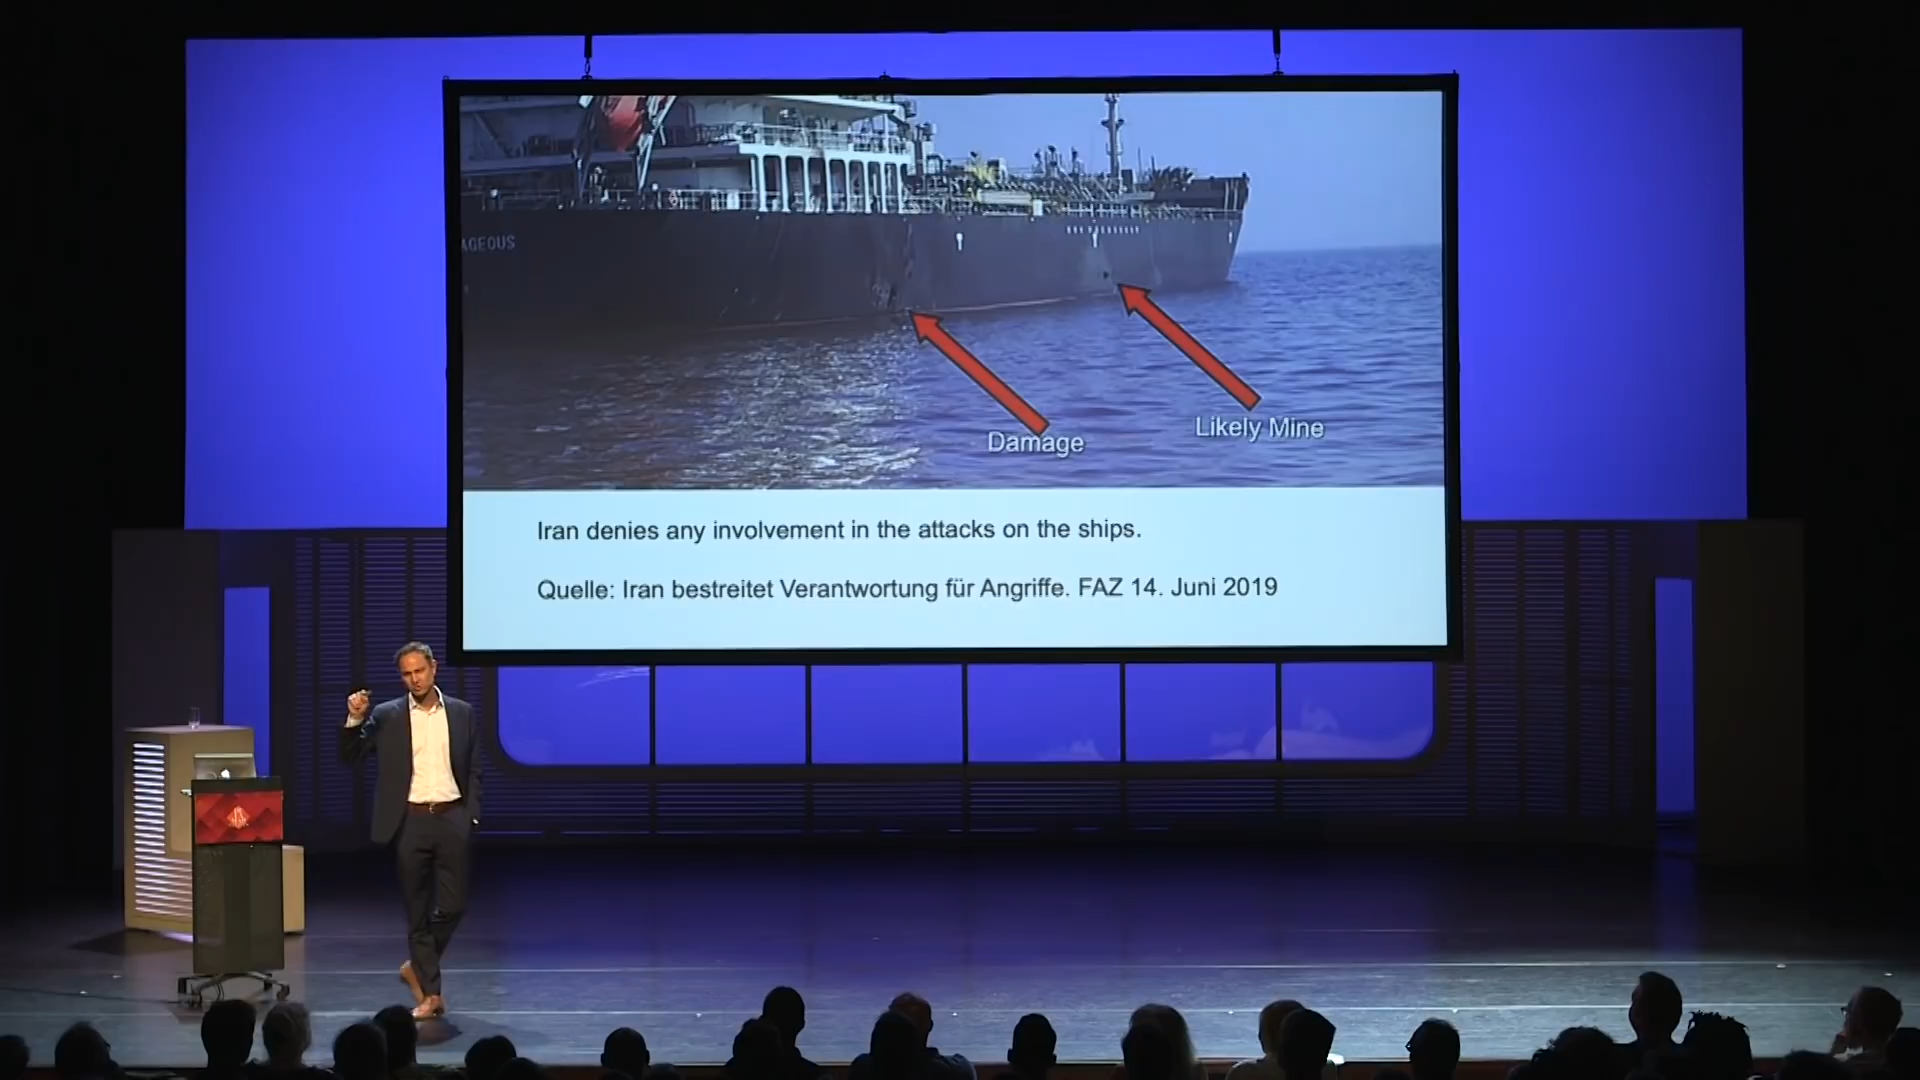 AGEOUS
Damage
Likely Mine
Iran denies any involvement in the attacks on the ships.
Quelle: Iran bestreitet Verantwortung für Angriffe. FAZ 14. Juni 2019